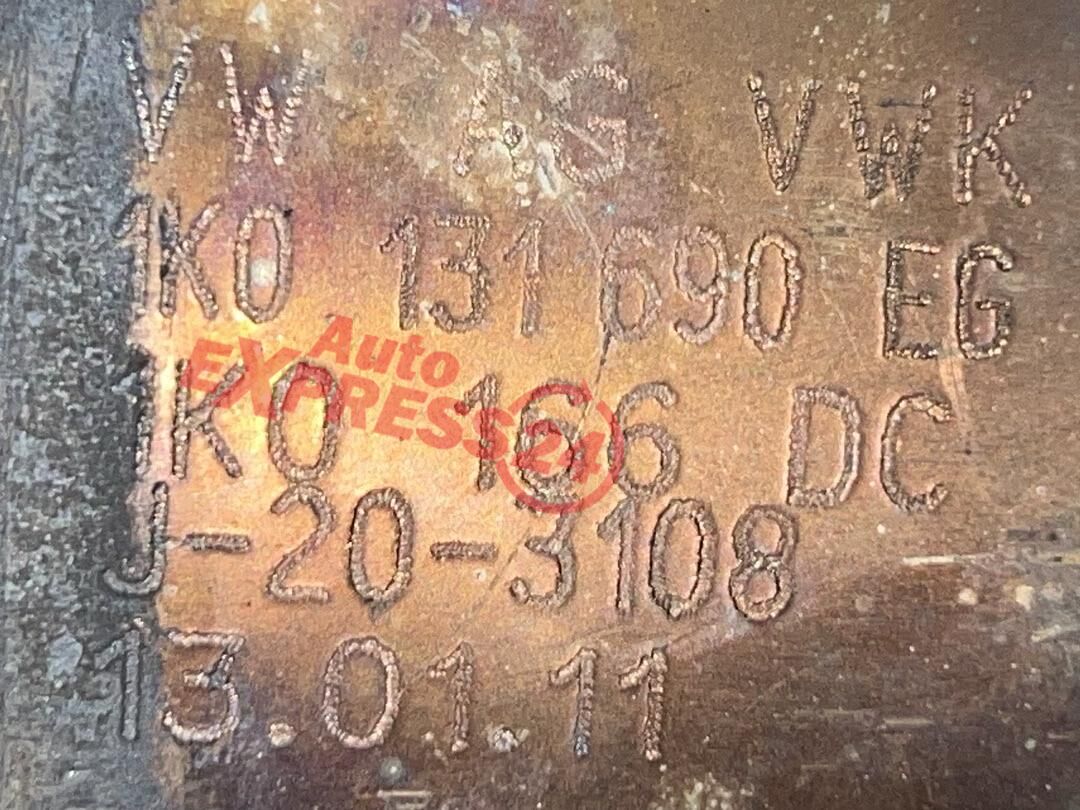 VW AG VWK
1K0 131 690 EG
1K0 166 DC
J-20-3108
13.01.11
Auto
EXPRESS24